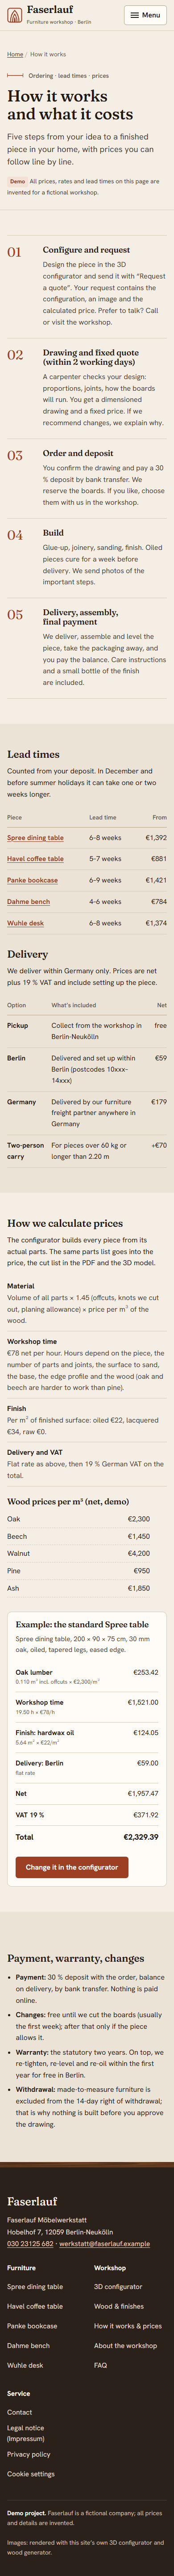 Faserlauf
Furniture workshop · Berlin
Menu
Home / How it works
Ordering · lead times · prices
How it works
and what it costs
Five steps from your idea to a finished
piece in your home, with prices you can
follow line by line.
Demo All prices, rates and lead times on this page are
invented for a fictional workshop.
01
Configure and request
Design the piece in the 3D
configurator and send it with “Request
a quote”. Your request contains the
configuration, an image and the
calculated price. Prefer to talk? Call
or visit the workshop.
02
Drawing and fixed quote
(within 2 working days)
A carpenter checks your design:
proportions, joints, how the boards
will run. You get a dimensioned
drawing and a fixed price. If we
recommend changes, we explain why.
03
Order and deposit
You confirm the drawing and pay a 30
% deposit by bank transfer. We
reserve the boards. If you like, choose
them with us in the workshop.
04
Build
Glue-up, joinery, sanding, finish. Oiled
pieces cure for a week before
delivery. We send photos of the
important steps.
05
Delivery, assembly,
final payment
We deliver, assemble and level the
piece, take the packaging away, and
you pay the balance. Care instructions
and a small bottle of the finish
are included.
Lead times
Counted from your deposit. In December and
before summer holidays it can take one or two
weeks longer.
Piece Lead time From
Spree dining table 6–8 weeks €1,392
Havel coffee table 5–7 weeks €881
Panke bookcase 6–9 weeks €1,421
Dahme bench 4–6 weeks €784
Wuhle desk 6–8 weeks €1,374
Delivery
We deliver within Germany only. Prices are net
plus 19 % VAT and include setting up the piece.
Option What's included Net
Pickup Collect from the workshop in free
Berlin-Neukölln
Berlin Delivered and set up within €59
Berlin (postcodes 10xxx–
14xxx)
Germany Delivered by our furniture €179
freight partner anywhere in
Germany
Two-person For pieces over 60 kg or +€70
carry longer than 2.20 m
How we calculate prices
The configurator builds every piece from its
actual parts. The same parts list goes into the
price, the cut list in the PDF and the 3D model.
Material
Volume of all parts × 1.45 (offcuts, knots we cut
out, planing allowance) × price per m³ of the
wood.
Workshop time
€78 net per hour. Hours depend on the piece, the
number of parts and joints, the surface to sand,
the base, the edge profile and the wood (oak and
beech are harder to work than pine).
Finish
Per m² of finished surface: oiled €22, lacquered
€34, raw €0.
Delivery and VAT
Flat rate as above, then 19 % German VAT on the
total.
Wood prices per m³ (net, demo)
Oak €2,300
Beech €1,450
Walnut €4,200
Pine €950
Ash €1,850
Example: the standard Spree table
Spree dining table, 200 × 90 × 75 cm, 30 mm
oak, oiled, tapered legs, eased edge.
Oak lumber €253.42
0.110 m³ incl. offcuts × €2,300/m³
Workshop time €1,521.00
19.50 h × €78/h
Finish: hardwax oil €124.05
5.64 m² × €22/m²
Delivery: Berlin €59.00
flat rate
Net €1,957.47
VAT 19 % €371.92
Total €2,329.39
Change it in the configurator
Payment, warranty, changes
• Payment: 30 % deposit with the order, balance
on delivery, by bank transfer. Nothing is paid
online.
• Changes: free until we cut the boards (usually
the first week); after that only if the piece
allows it.
• Warranty: the statutory two years. On top, we
re-tighten, re-level and re-oil within the first
year for free in Berlin.
• Withdrawal: made-to-measure furniture is
excluded from the 14-day right of withdrawal;
that is why nothing is built before you approve
the drawing.
Faserlauf
Faserlauf Möbelwerkstatt
Hobelhof 7, 12059 Berlin-Neukölln
030 23125 682 · werkstatt@faserlauf.example
Furniture
Spree dining table
Havel coffee table
Panke bookcase
Dahme bench
Wuhle desk
Workshop
3D configurator
Wood & finishes
How it works & prices
About the workshop
FAQ
Service
Contact
Legal notice
(Impressum)
Privacy policy
Cookie settings
Demo project. Faserlauf is a fictional company; all prices
and details are invented.
Images: rendered with this site's own 3D configurator and
wood generator.